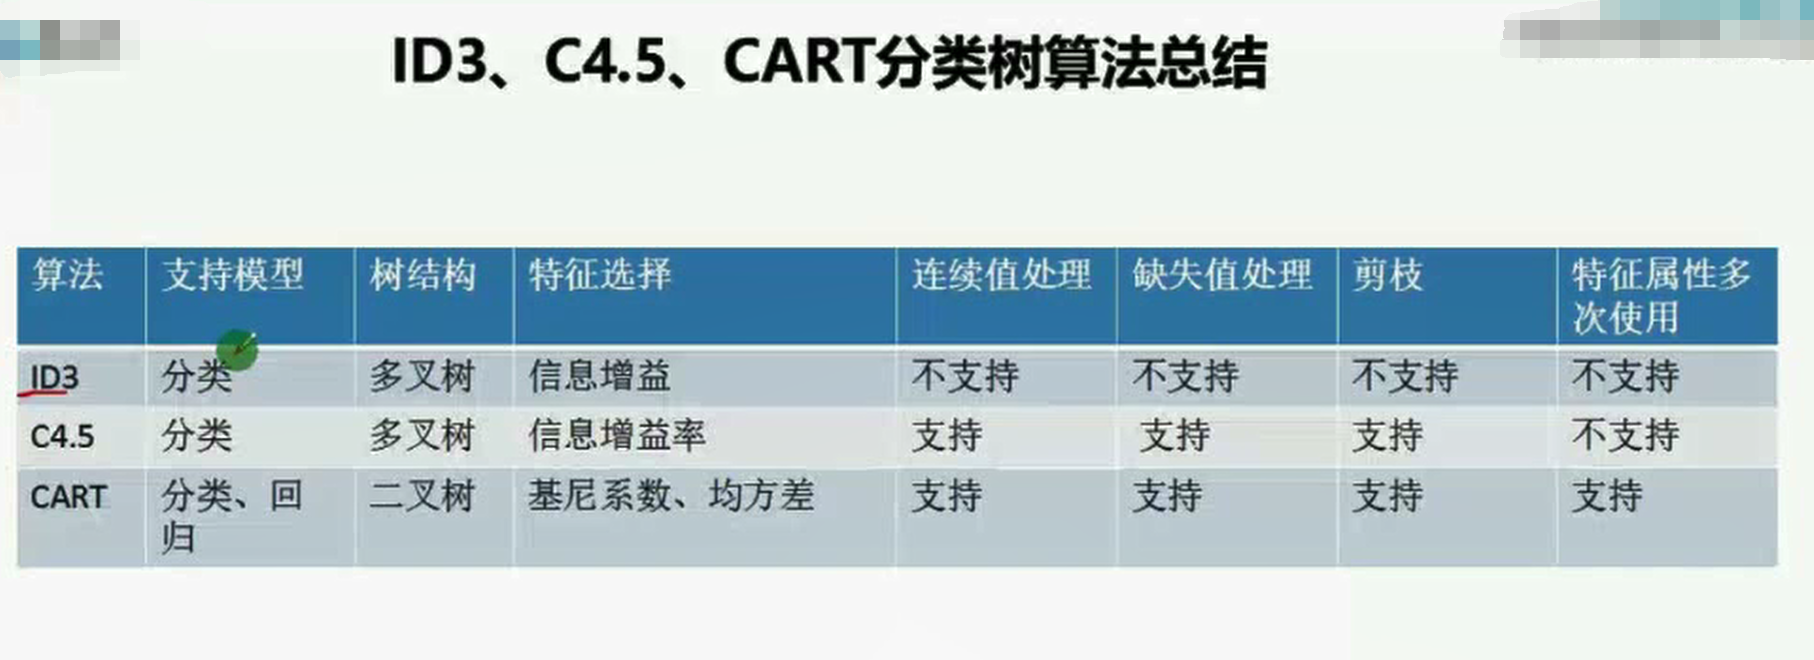 ID3、C4.5、CART分类树算法总结
算法 支持模型 树结构 特征选择 连续值处理 缺失值处理 剪枝 特征属性多
次使用
ID3 分类 多叉树 信息增益 不支持 不支持 不支持 不支持
C4.5 分类 多叉树 信息增益率 支持 支持 支持 不支持
CART 分类、回 二叉树 基尼系数、均方差 支持 支持 支持 支持
归